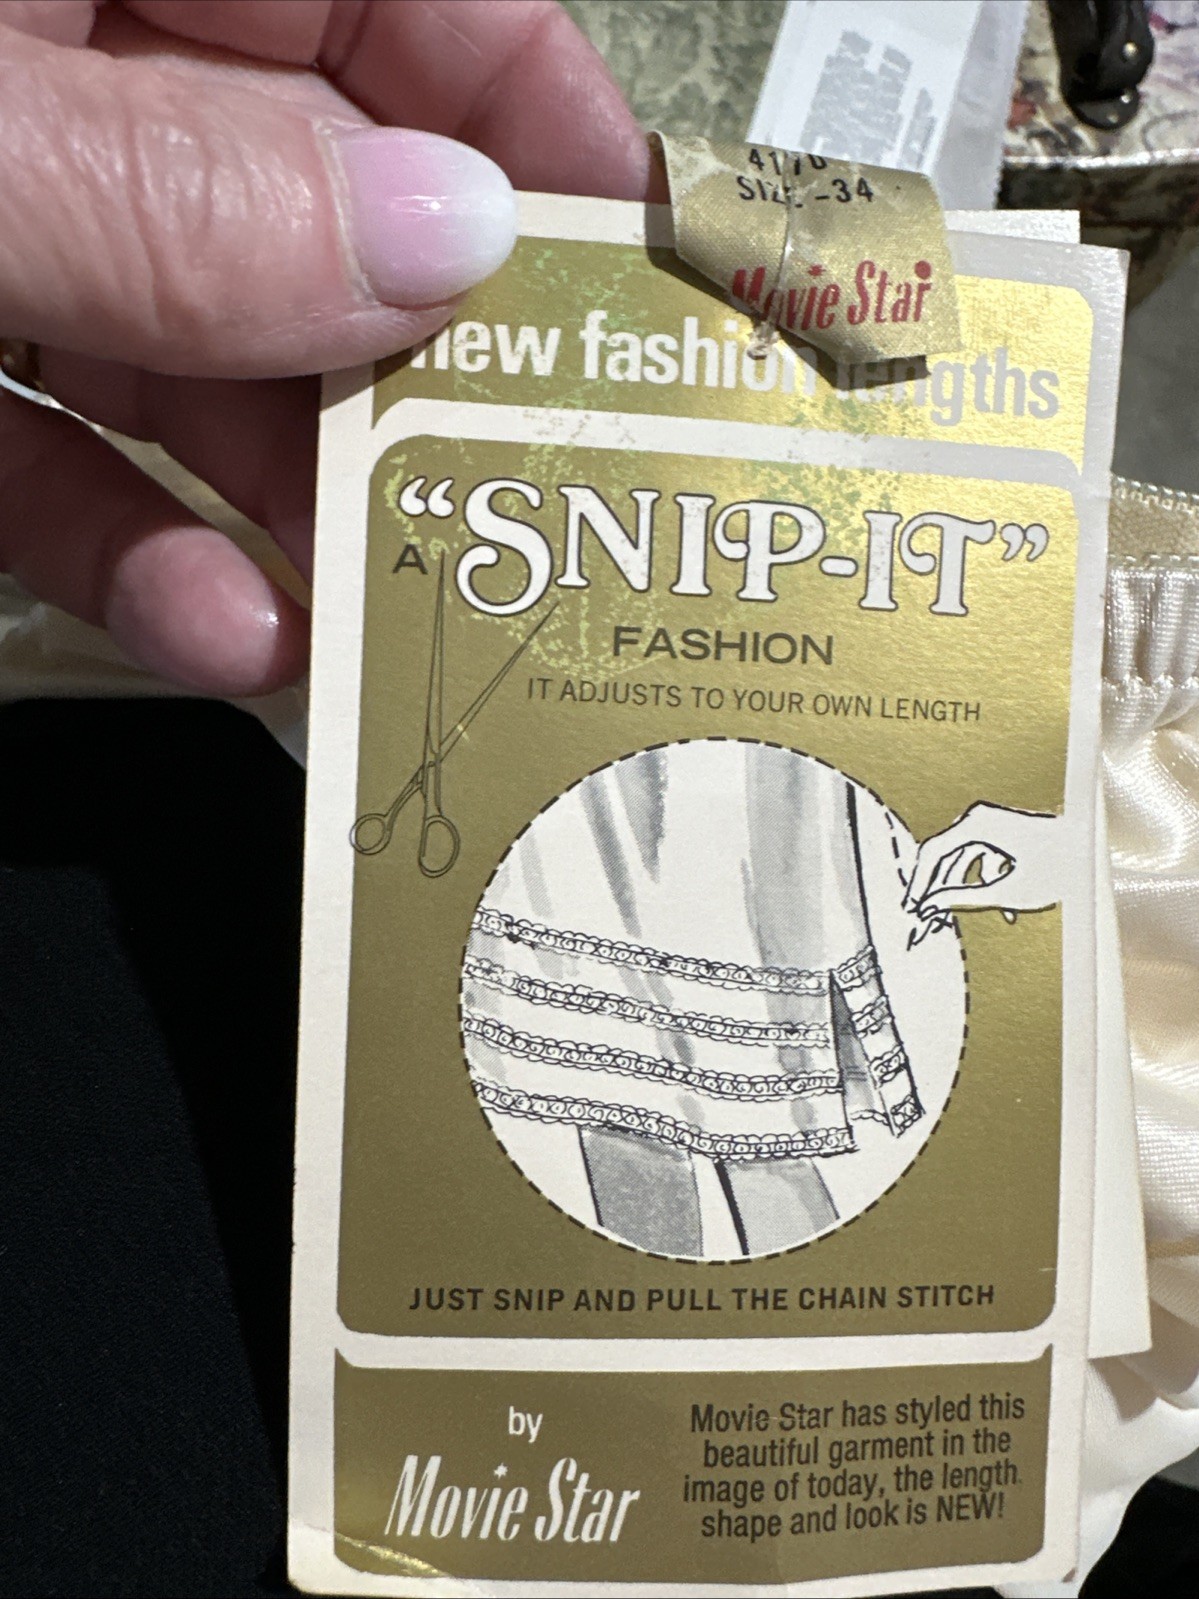 SIZE -34
Movie Star
new fashion lengths
A "SNIP-IT"
FASHION
IT ADJUSTS TO YOUR OWN LENGTH
JUST SNIP AND PULL THE CHAIN STITCH
by
Movie Star
Movie Star has styled this
beautiful garment in the
image of today, the length
shape and look is NEW!